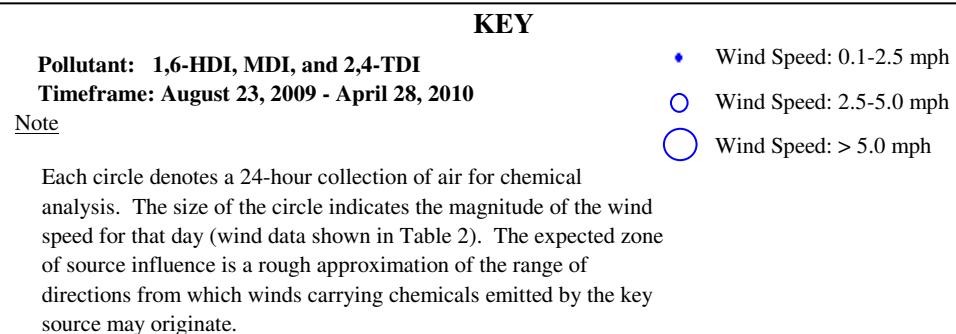 KEY
Pollutant: 1,6-HDI, MDI, and 2,4-TDI
Timeframe: August 23, 2009 - April 28, 2010
Note
Wind Speed: 0.1-2.5 mph
Wind Speed: 2.5-5.0 mph
Wind Speed: > 5.0 mph
Each circle denotes a 24-hour collection of air for chemical
analysis. The size of the circle indicates the magnitude of the wind
speed for that day (wind data shown in Table 2). The expected zone
of source influence is a rough approximation of the range of
directions from which winds carrying chemicals emitted by the key
source may originate.